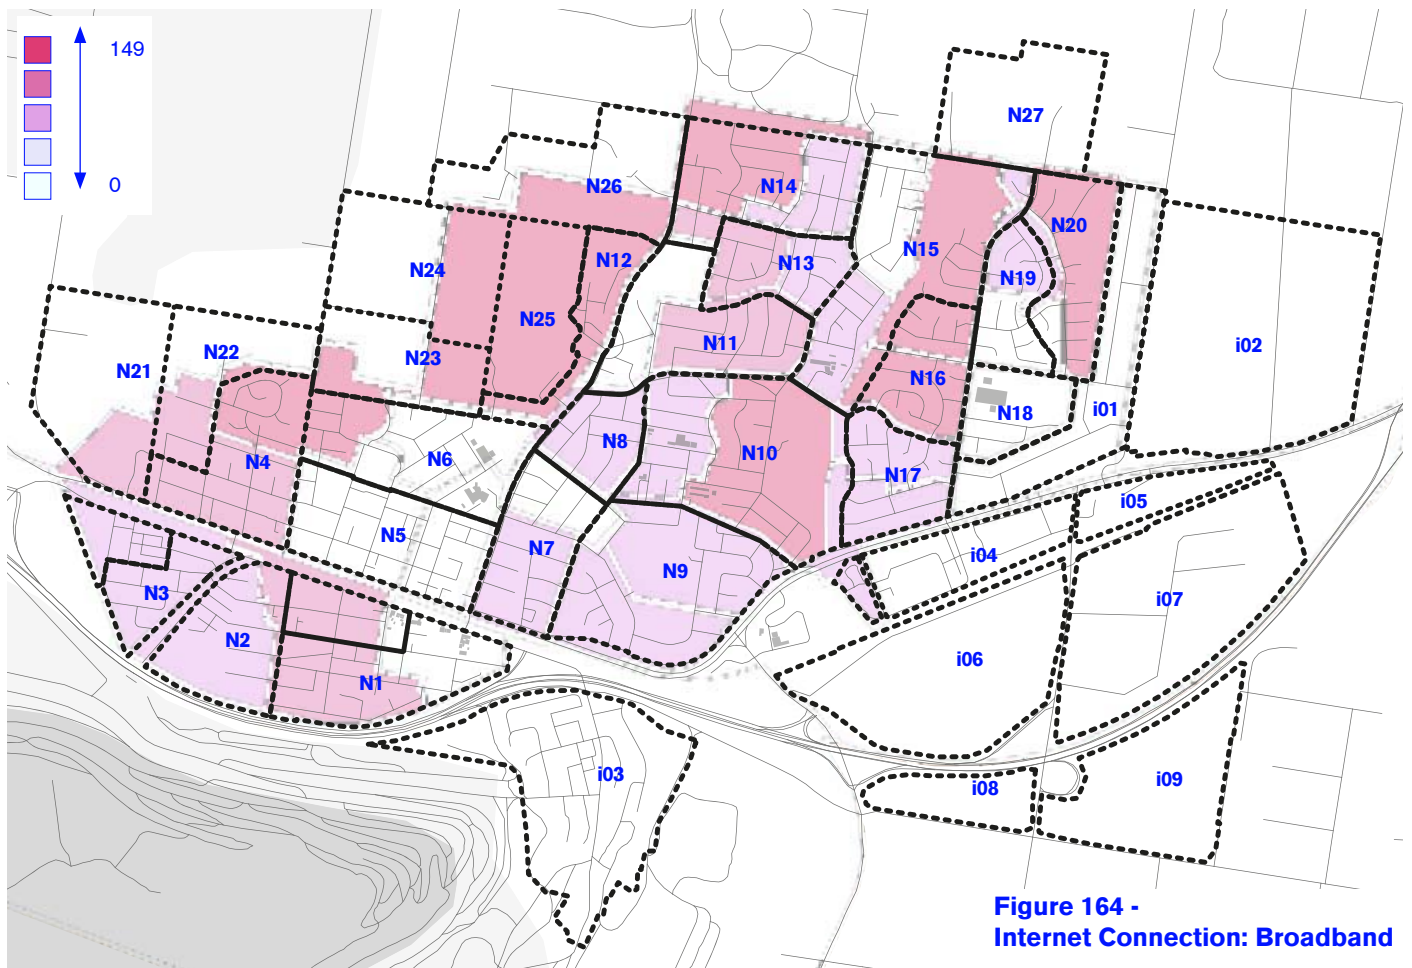 149
0
N27
N26
N14
N15
N20
N24
N12
N13
N19
N25
N11
i02
N22
N21
N23
N16
N18
i01
N10
N8
N6
N4
N17
i05
N5
N7
i04
N9
N3
i07
N2
i06
N1
i03
i08
i09
Figure 164 -
Internet Connection: Broadband